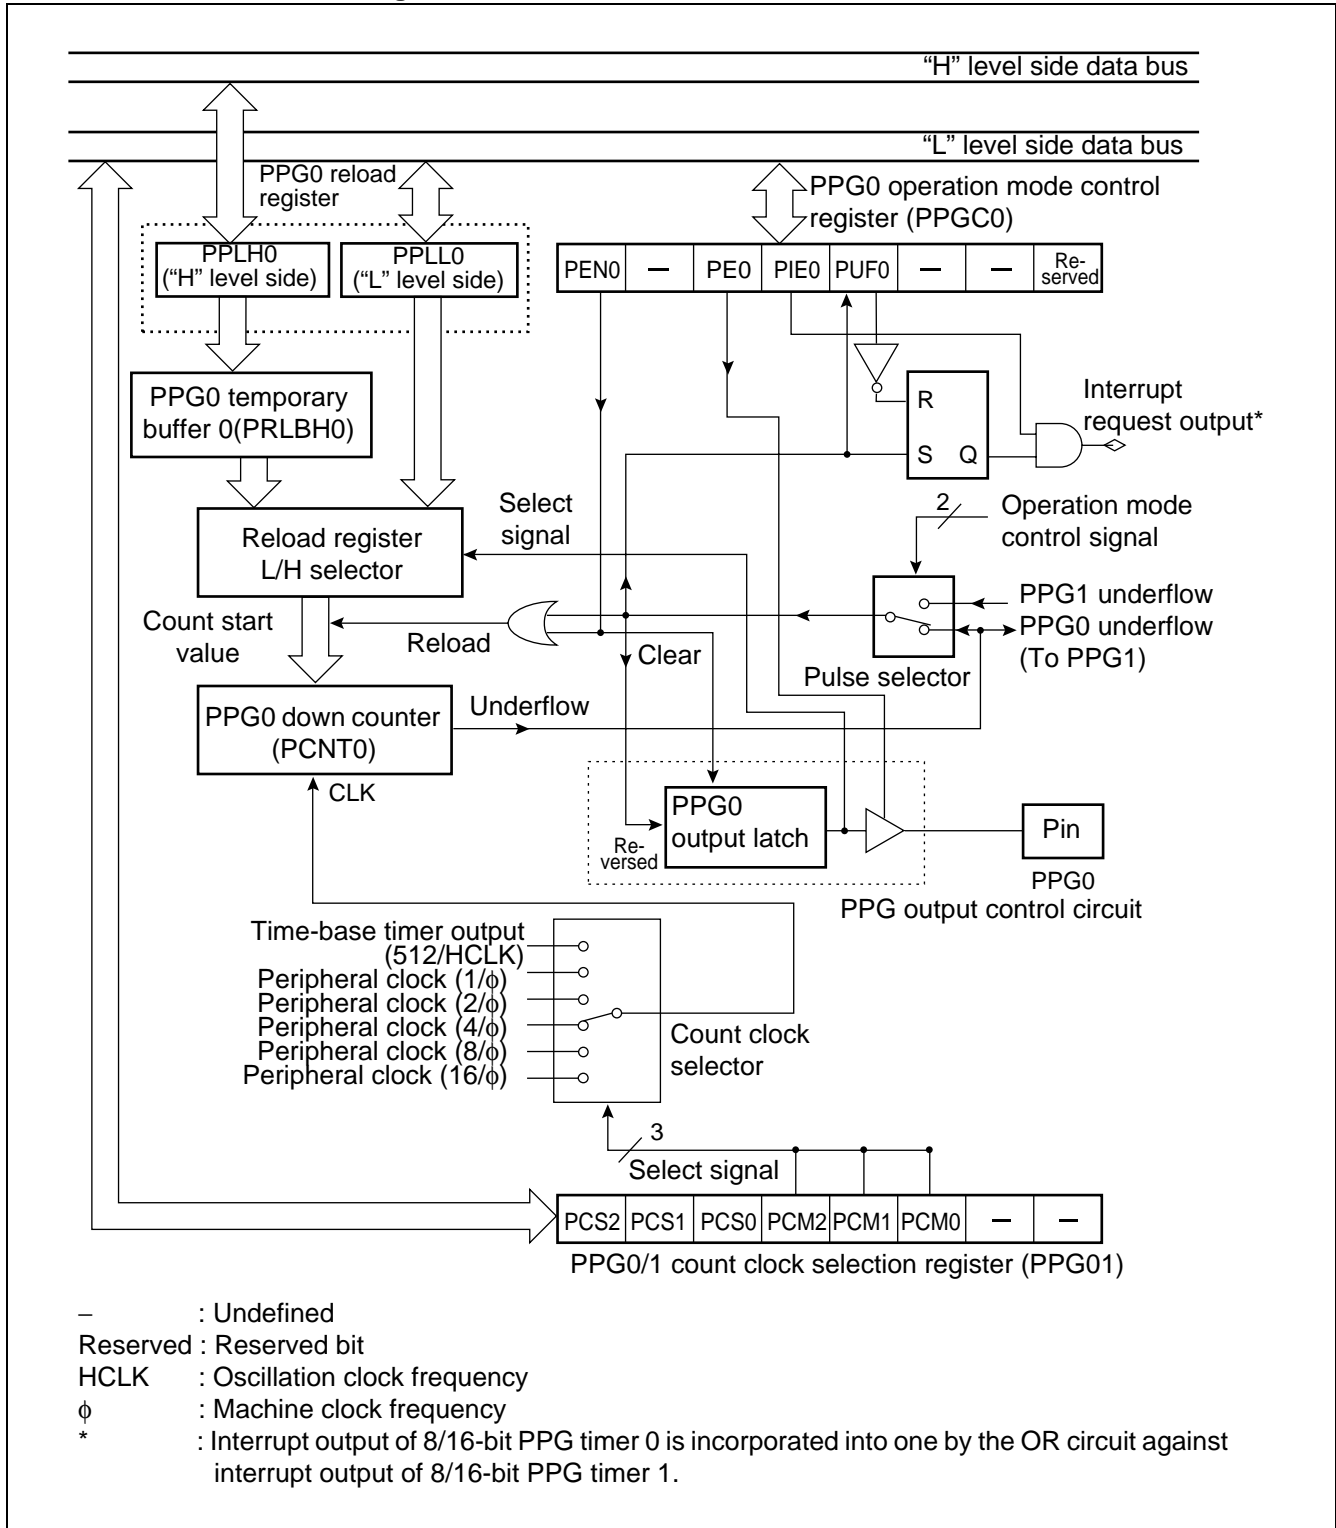 “H” level side data bus
“L” level side data bus
PPG0 reload
register
PPG0 operation mode control
register (PPGC0)
PPLH0
(“H” level side)
PPLL0
(“L” level side)
PEN0 — PE0 PIE0 PUF0 — — Re-
served
PPG0 temporary
buffer 0(PRLBH0)
R
S Q
Interrupt
request output*
Select
signal
2
Operation mode
control signal
Reload register
L/H selector
Count start
value
Reload
Clear
PPG1 underflow
PPG0 underflow
(To PPG1)
Pulse selector
PPG0 down counter
(PCNT0)
Underflow
CLK
PPG0
output latch
Re-
versed
Pin
PPG0
PPG output control circuit
Time-base timer output
(512/HCLK)
Peripheral clock (1/ϕ)
Peripheral clock (2/ϕ)
Peripheral clock (4/ϕ)
Peripheral clock (8/ϕ)
Peripheral clock (16/ϕ)
Count clock
selector
3
Select signal
PCS2 PCS1 PCS0 PCM2 PCM1 PCM0 — —
PPG0/1 count clock selection register (PPG01)
– : Undefined
Reserved : Reserved bit
HCLK : Oscillation clock frequency
ϕ : Machine clock frequency
* : Interrupt output of 8/16-bit PPG timer 0 is incorporated into one by the OR circuit against
interrupt output of 8/16-bit PPG timer 1.